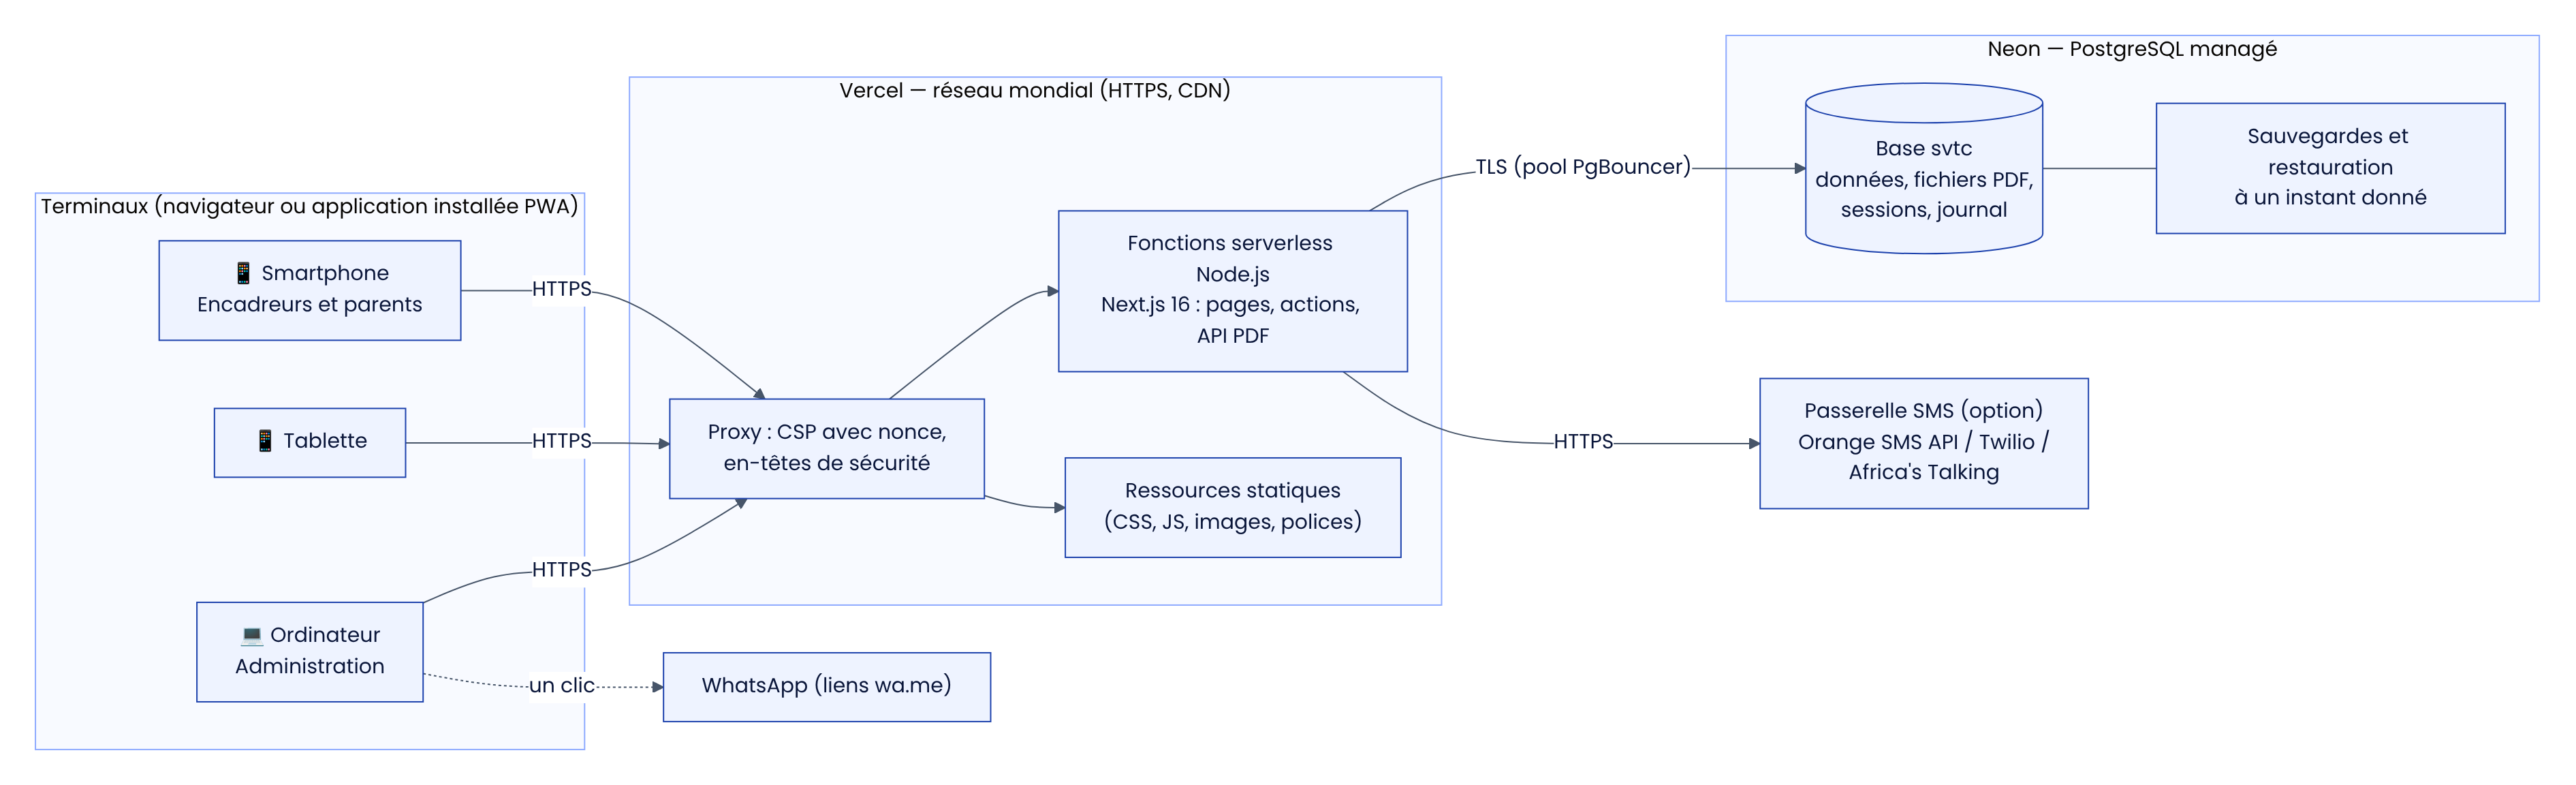 Terminaux (navigateur ou application installée PWA)
📱 Smartphone
Encadreurs et parents
📱 Tablette
💻 Ordinateur
Administration
HTTPS
HTTPS
HTTPS
un clic
WhatsApp (liens wa.me)
Vercel — réseau mondial (HTTPS, CDN)
Proxy : CSP avec nonce,
en-têtes de sécurité
Fonctions serverless
Node.js
Next.js 16 : pages, actions,
API PDF
Ressources statiques
(CSS, JS, images, polices)
TLS (pool PgBouncer)
HTTPS
Neon — PostgreSQL managé
Base svtc
données, fichiers PDF,
sessions, journal
Sauvegardes et
restauration
à un instant donné
Passerelle SMS (option)
Orange SMS API / Twilio /
Africa's Talking